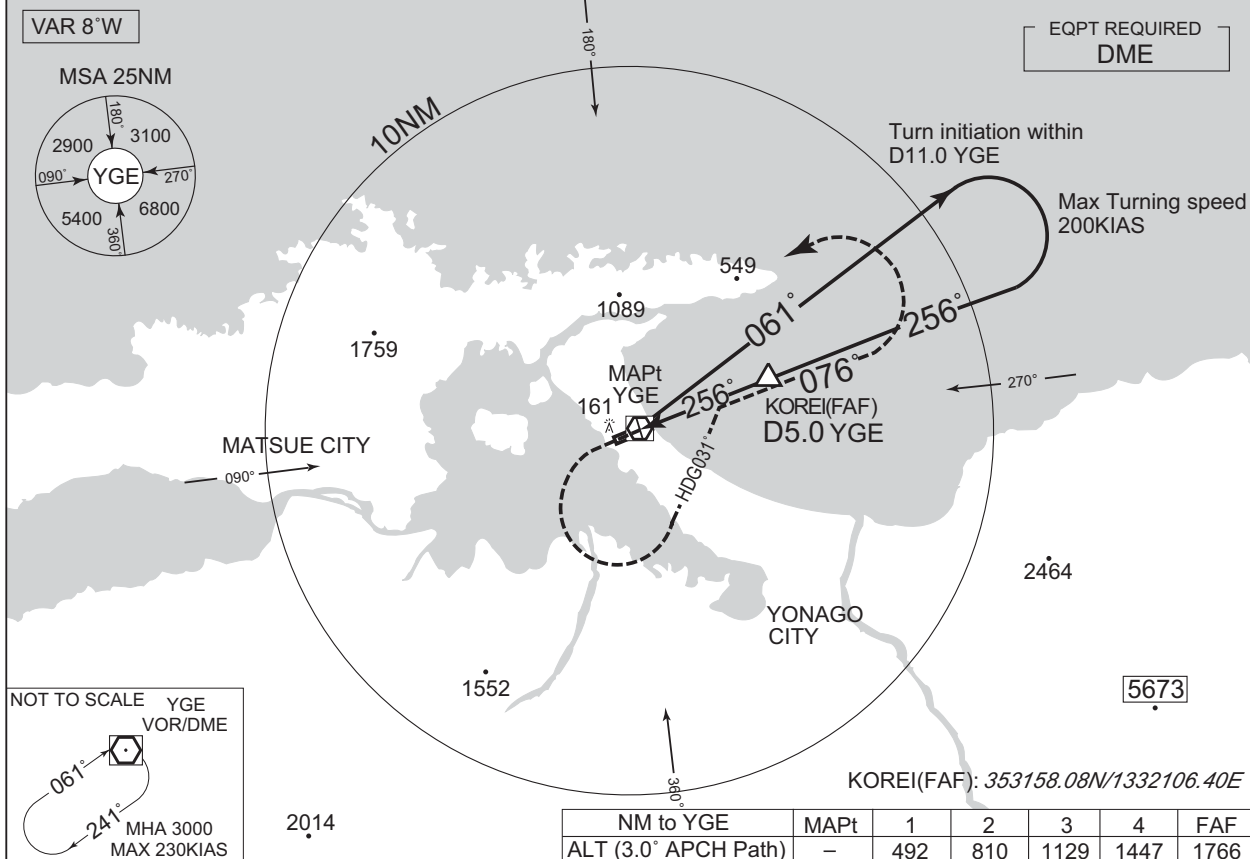 VAR 8°W
EQPT REQUIRED
DME
MSA 25NM
180°
2900
3100
090°
YGE
270°
5400
6800
360°
10NM
180°
Turn initiation within
D11.0 YGE
Max Turning speed
200KIAS
549
1089
1759
061°
256°
270°
MAPt
YGE
161
256°
076°
KOREI(FAF)
D5.0 YGE
MATSUE CITY
090°
HDG031°
2464
YONAGO
CITY
1552
5673
360°
NOT TO SCALE
YGE
VOR/DME
061°
241°
MHA 3000
MAX 230KIAS
2014
KOREI(FAF): 353158.08N/1332106.40E
NM to YGE MAPt 1 2 3 4 FAF
ALT (3.0° APCH Path) – 492 810 1129 1447 1766